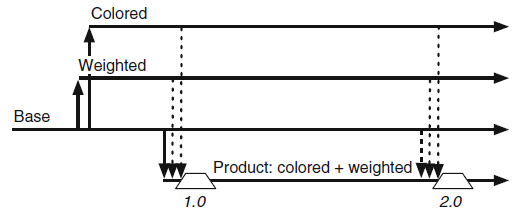 Colored
Weighted
Base
Product: colored + weighted
1.0
2.0